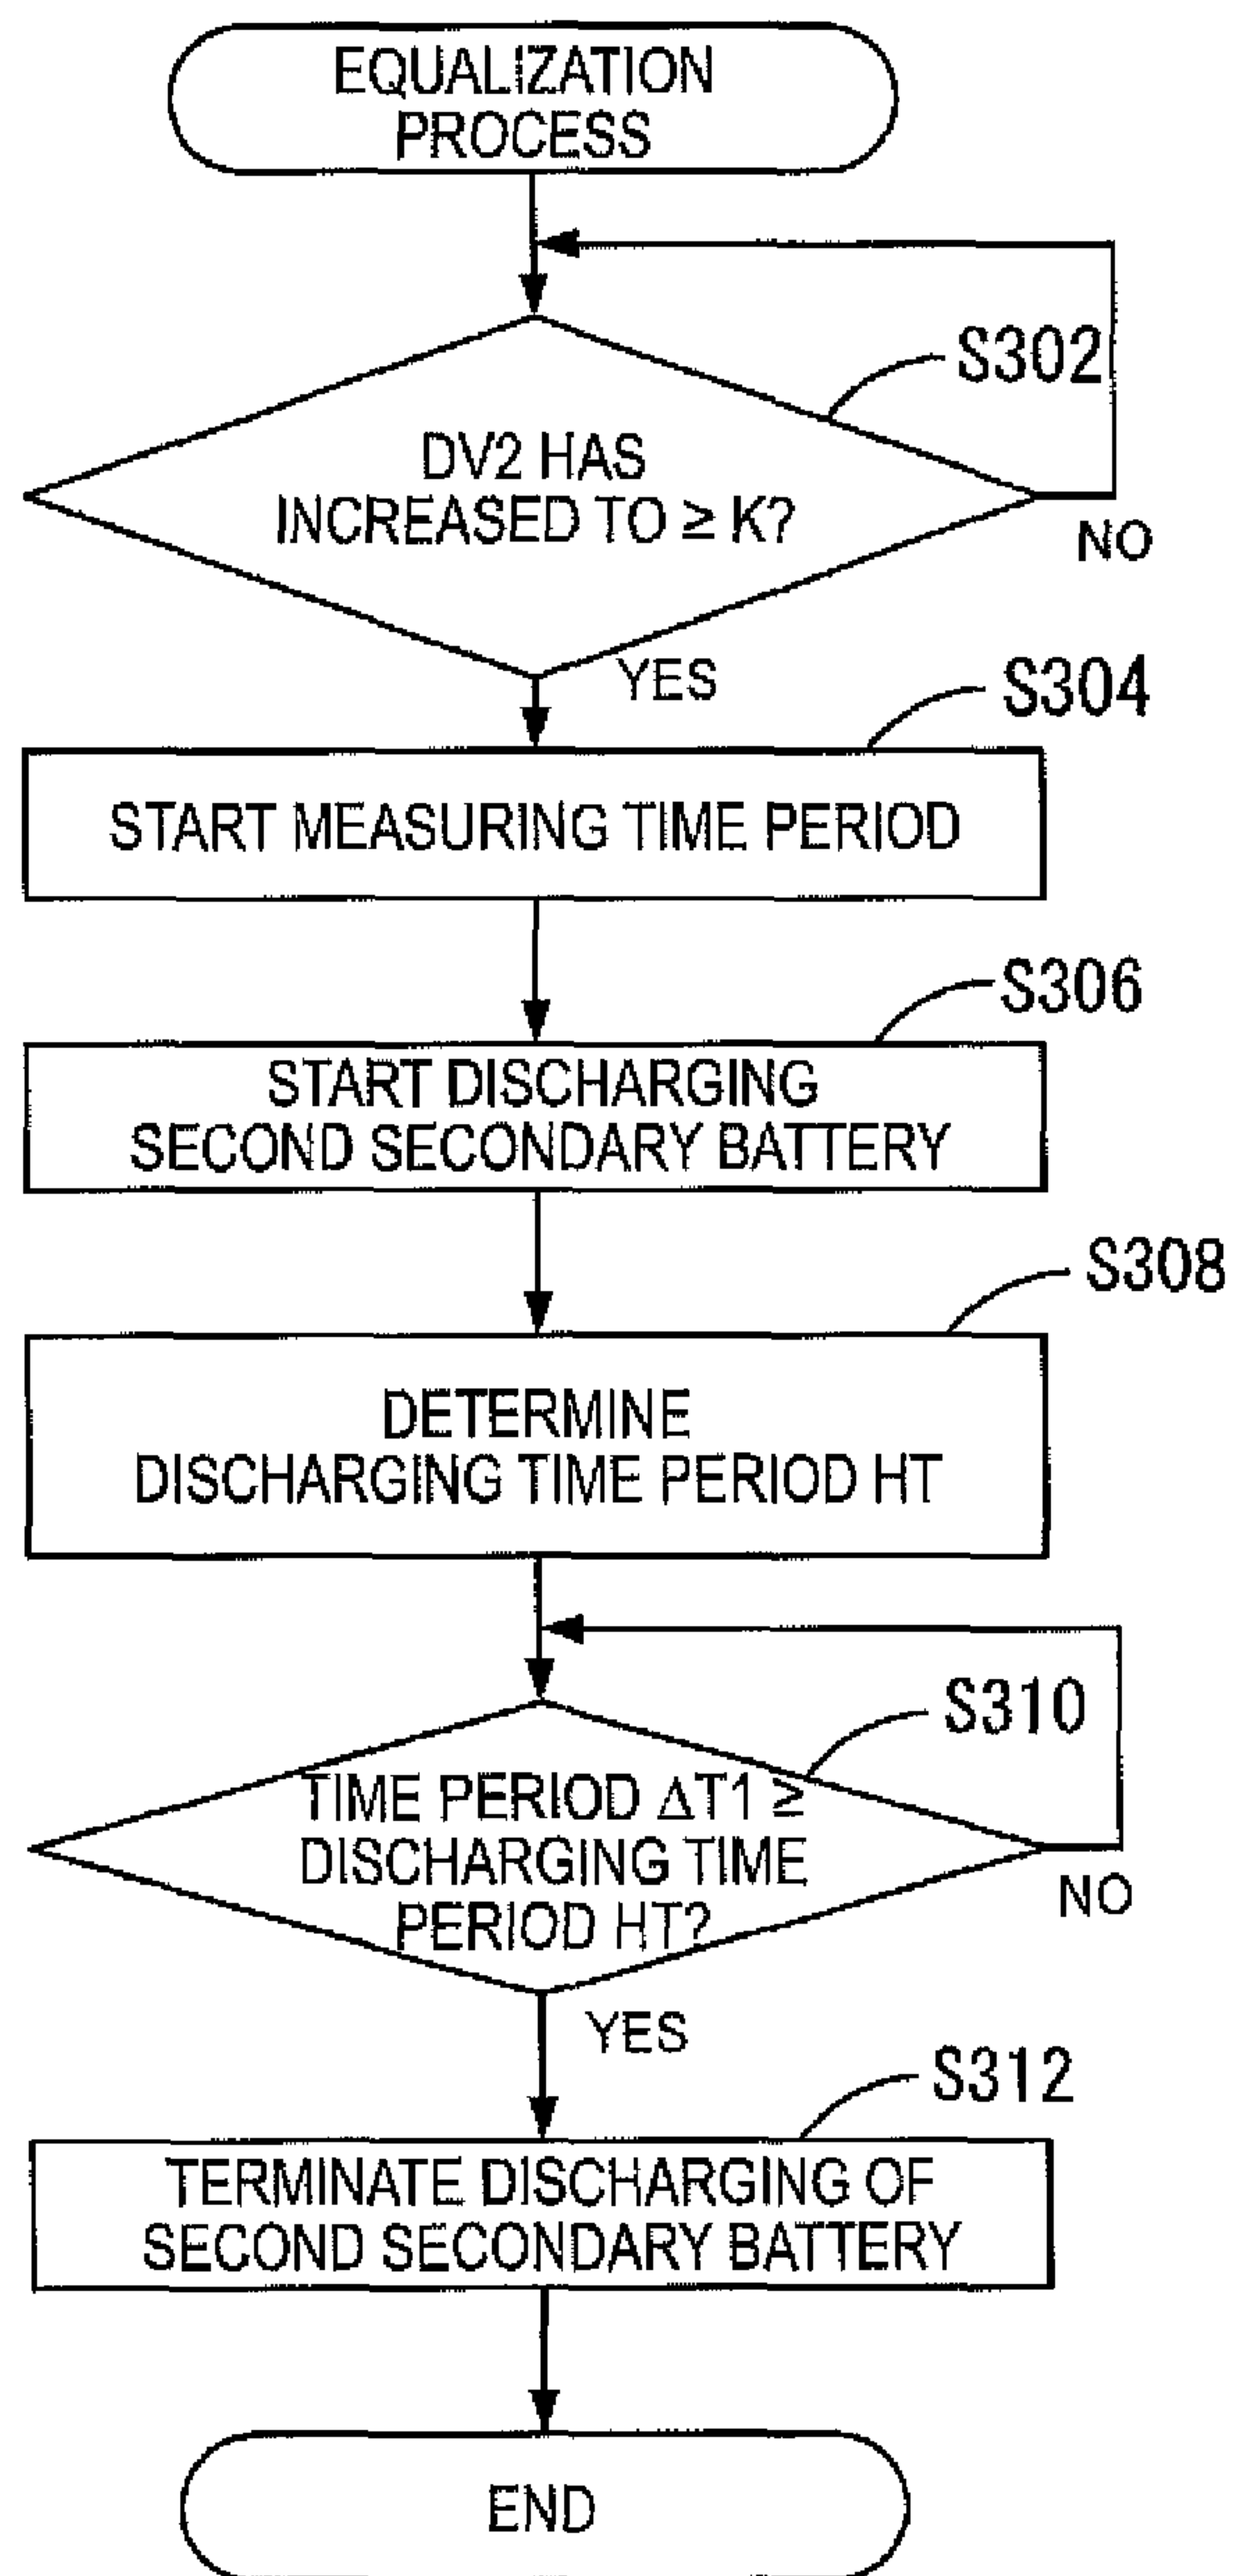 EQUALIZATION
PROCESS
S302
DV2 HAS
INCREASED TO ≥ K?
NO
YES
S304
START MEASURING TIME PERIOD
S306
START DISCHARGING
SECOND SECONDARY BATTERY
S308
DETERMINE
DISCHARGING TIME PERIOD HT
S310
TIME PERIOD ΔT1 ≥
DISCHARGING TIME
PERIOD HT?
NO
YES
S312
TERMINATE DISCHARGING OF
SECOND SECONDARY BATTERY
END